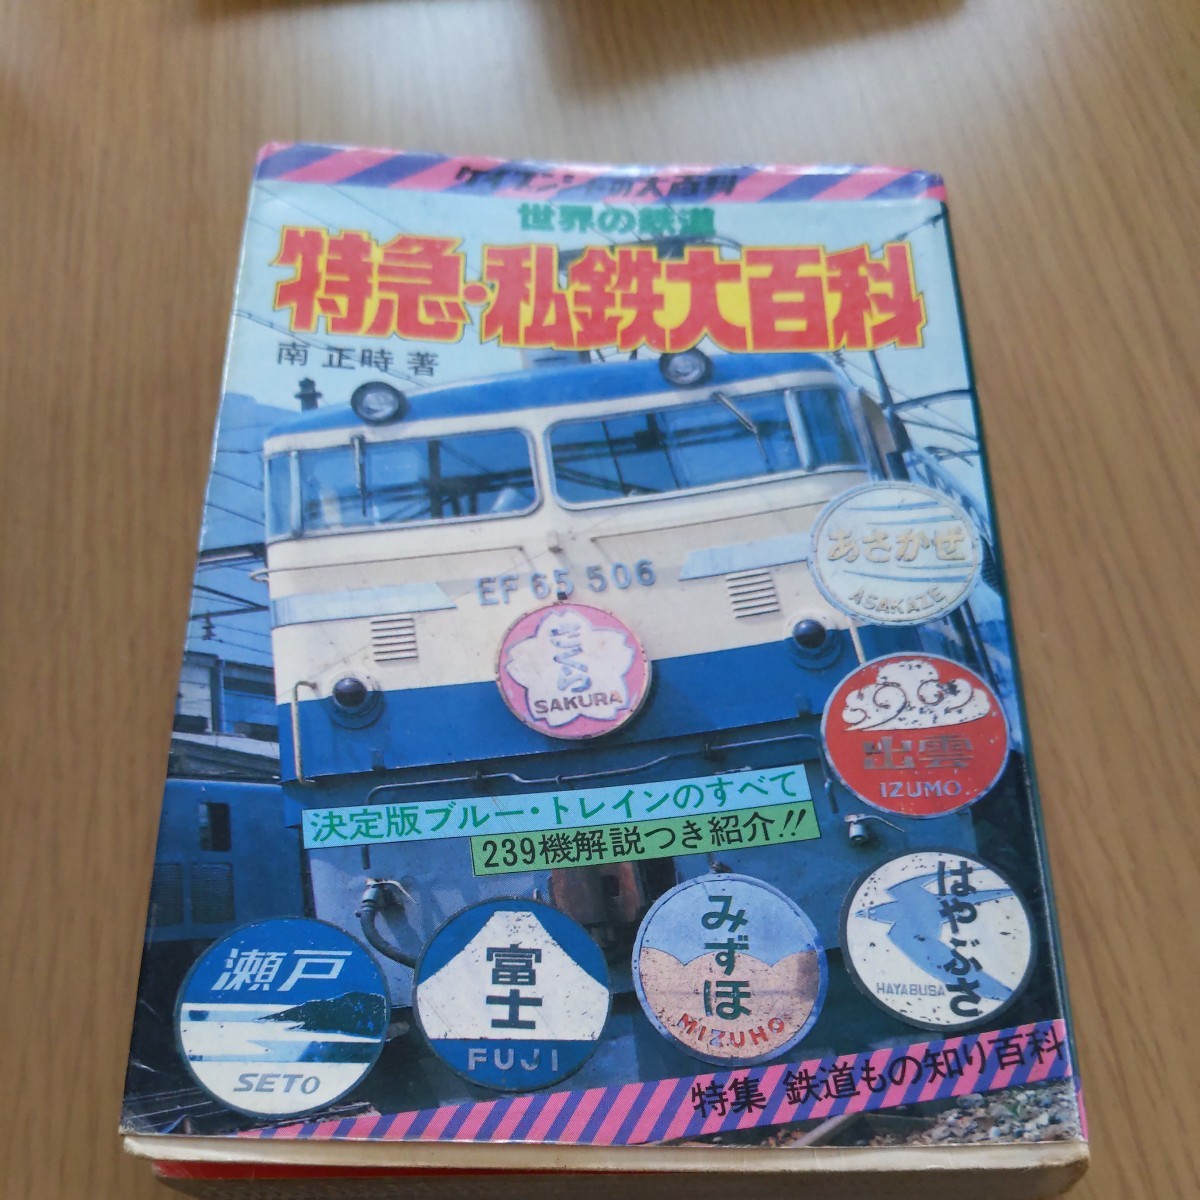 ケイブンシャの大百科
世界の鉄道
特急・私鉄大百科
南 正時 著
EF 65 506
さくら
SAKURA
あさかぜ
ASAKAZE
出雲
IZUMO
決定版ブルー・トレインのすべて
239機解説つき紹介!!
はやぶさ
HAYABUSA
みずほ
MIZUHO
富士
FUJI
瀬戸
SETO
特集 鉄道もの知り百科